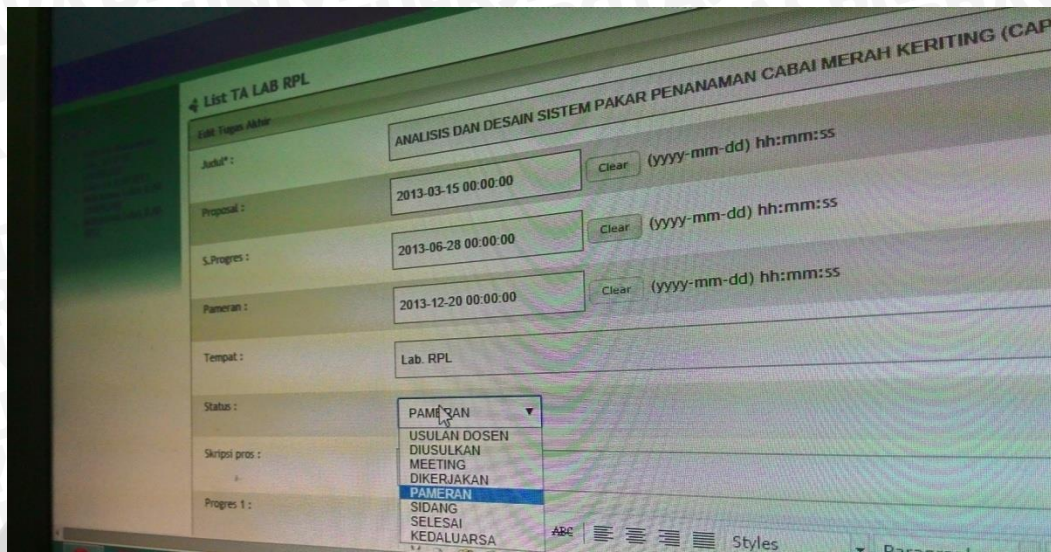 List TA LAB RPL
Edit Tugas Akhir
Judul* : ANALISIS DAN DESAIN SISTEM PAKAR PENANAMAN CABAI MERAH KERITING (CAP
Proposal : 2013-03-15 00:00:00 Clear (yyyy-mm-dd) hh:mm:ss
S.Progres : 2013-06-28 00:00:00 Clear (yyyy-mm-dd) hh:mm:ss
Pameran : 2013-12-20 00:00:00 Clear (yyyy-mm-dd) hh:mm:ss
Tempat : Lab. RPL
Status : PAMERAN
USULAN DOSEN
DIUSULKAN
MEETING
DIKERJAKAN
PAMERAN
SIDANG
SELESAI
KEDALUARSA
Skripsi pros :
Progres 1 :
ABC Styles